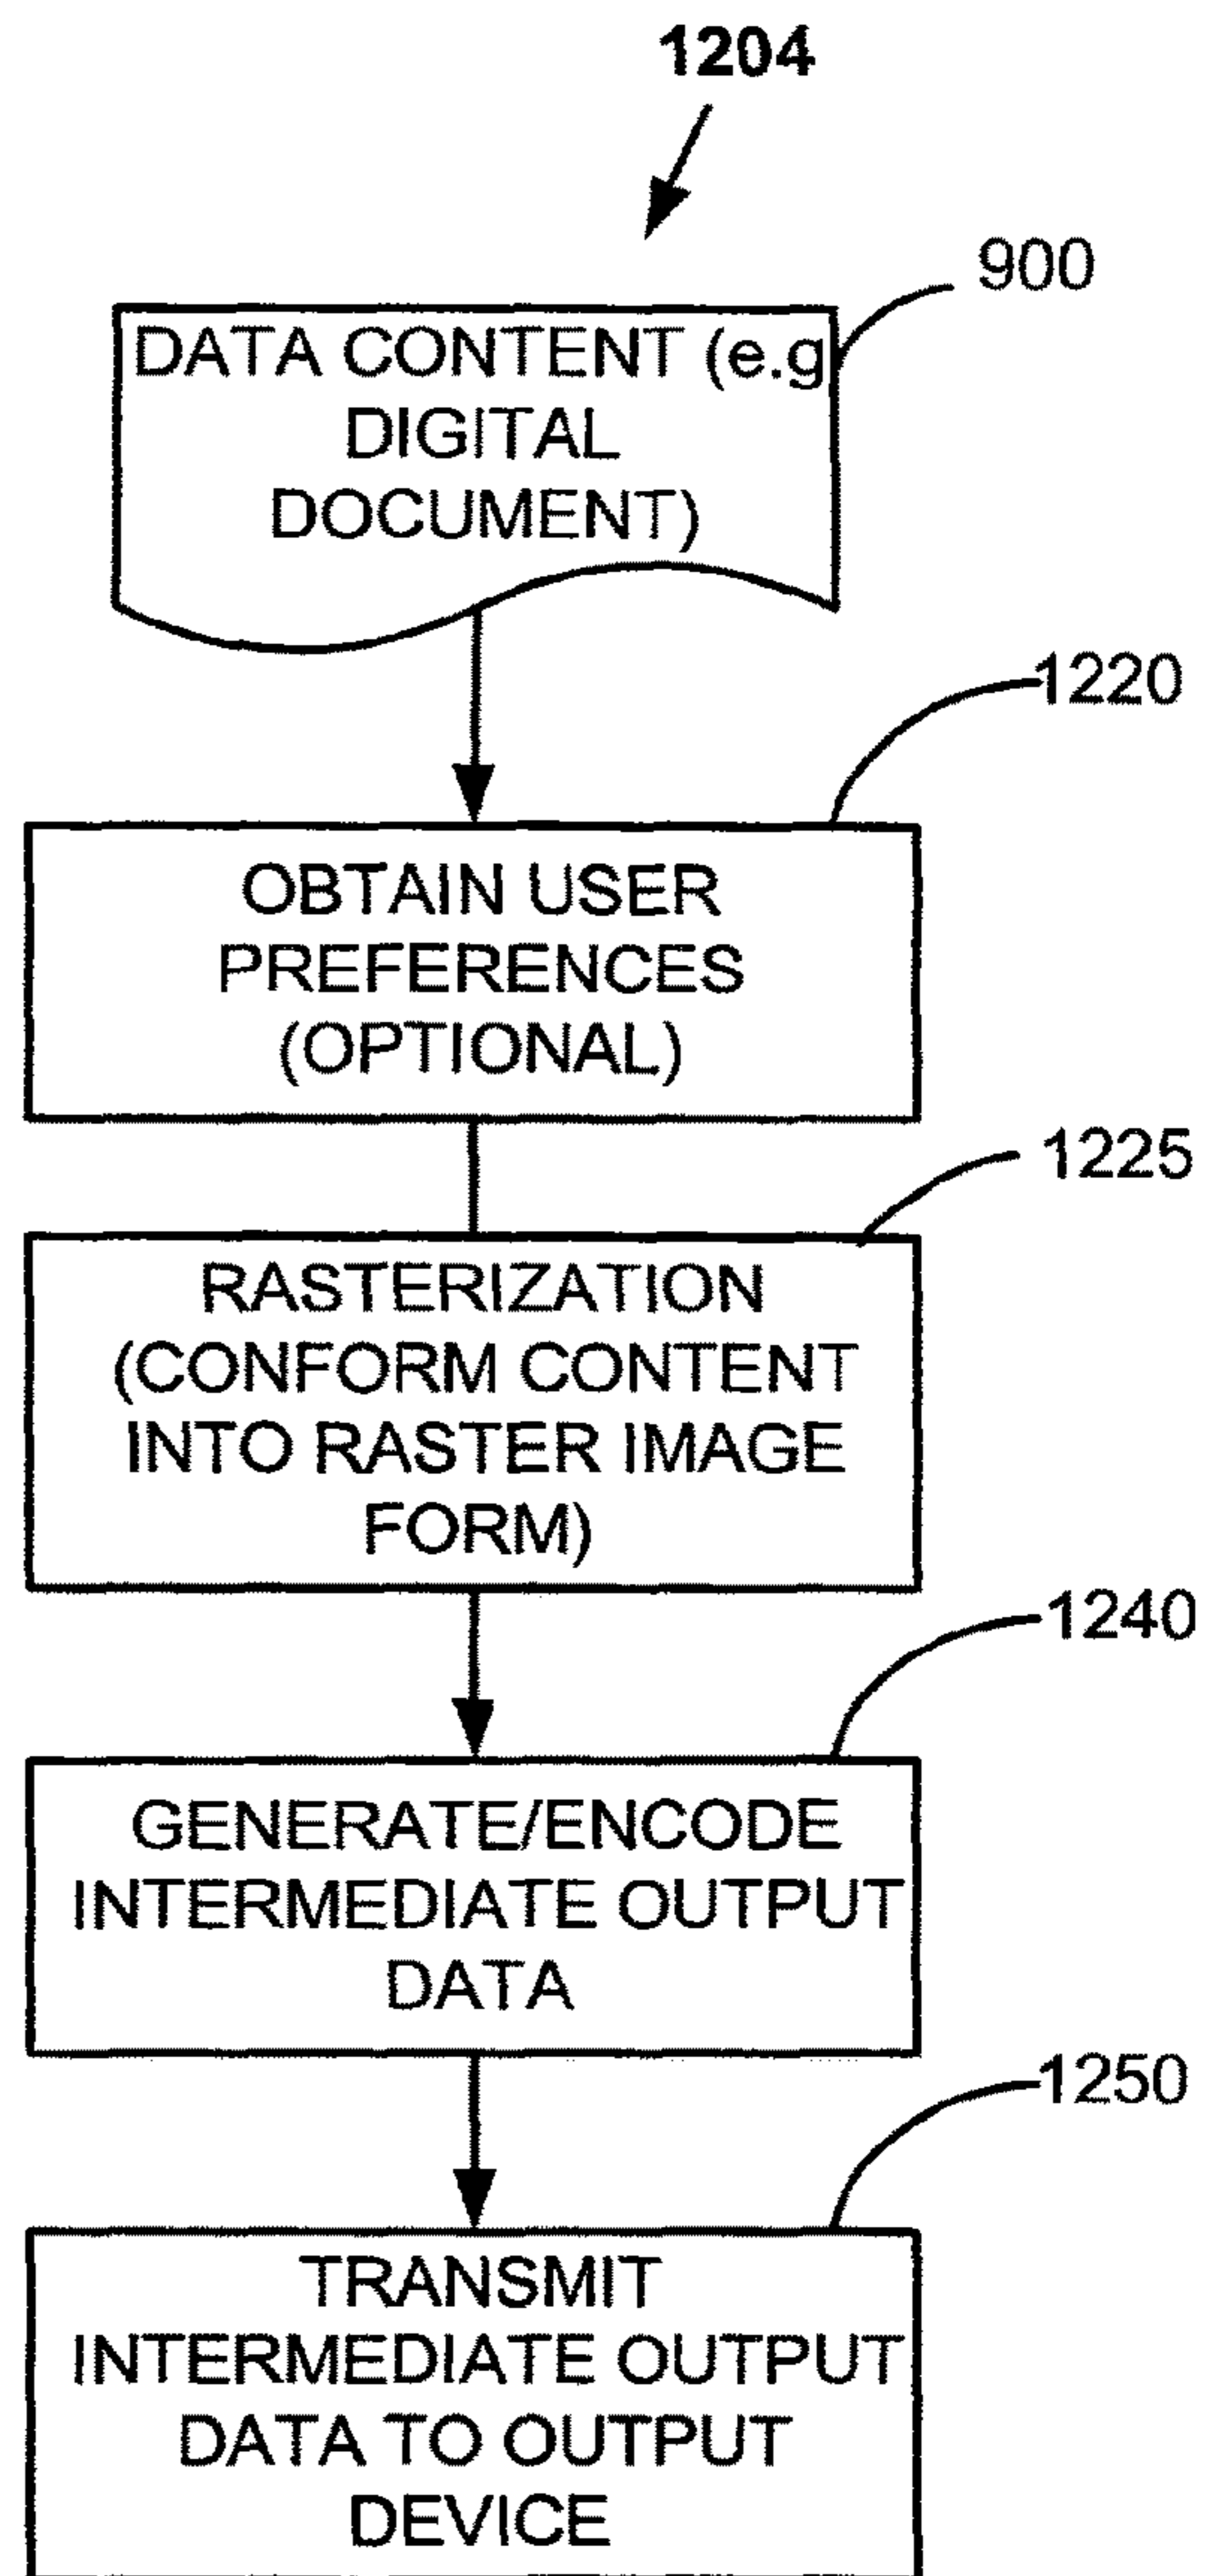 1204
900
DATA CONTENT (e.g
DIGITAL
DOCUMENT)
1220
OBTAIN USER
PREFERENCES
(OPTIONAL)
1225
RASTERIZATION
(CONFORM CONTENT
INTO RASTER IMAGE
FORM)
1240
GENERATE/ENCODE
INTERMEDIATE OUTPUT
DATA
1250
TRANSMIT
INTERMEDIATE OUTPUT
DATA TO OUTPUT
DEVICE